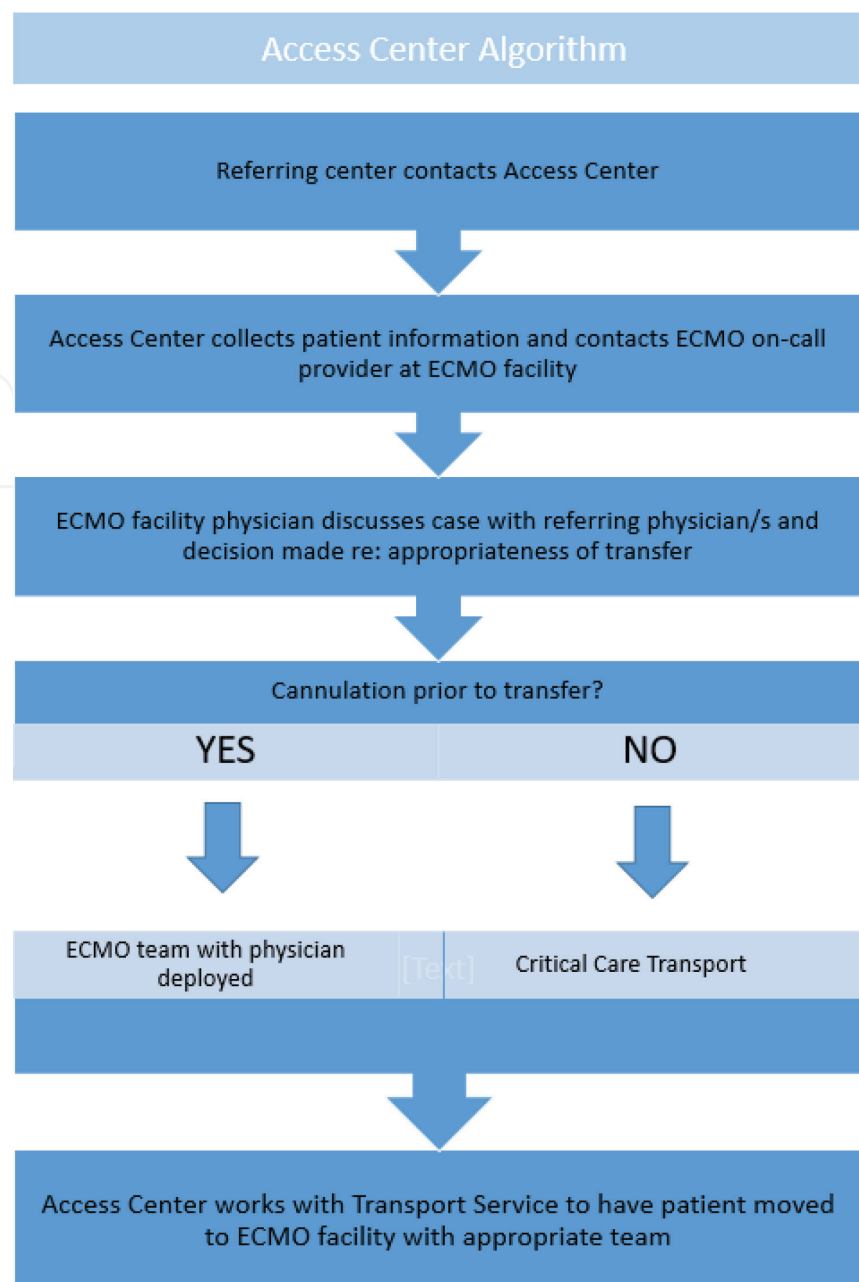 Access Center Algorithm
Referring center contacts Access Center
Access Center collects patient information and contacts ECMO on-call
provider at ECMO facility
ECMO facility physician discusses case with referring physician/s and
decision made re: appropriateness of transfer
Cannulation prior to transfer?
YES
NO
ECMO team with physician
deployed
[Text]
Critical Care Transport
Access Center works with Transport Service to have patient moved
to ECMO facility with appropriate team